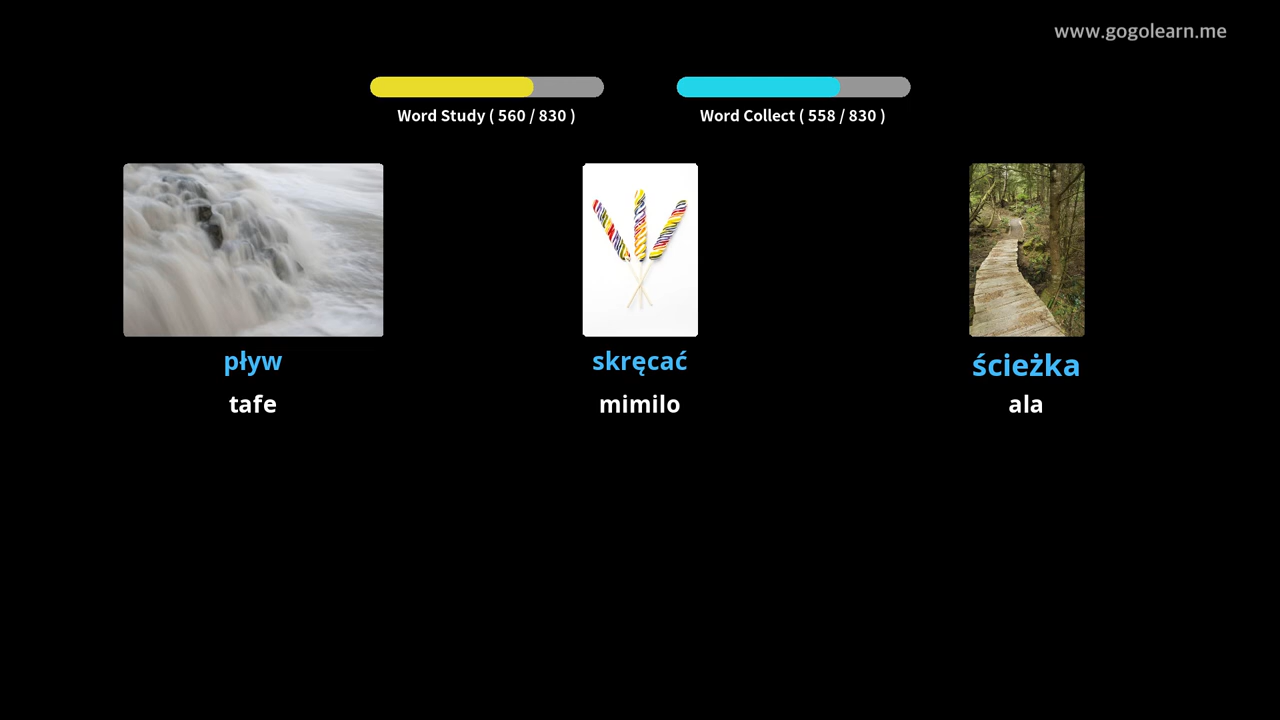 www.gogolearn.me
Word Study ( 560 / 830 )
Word Collect ( 558 / 830 )
pływ
skręcać
ścieżka
tafe
mimilo
ala